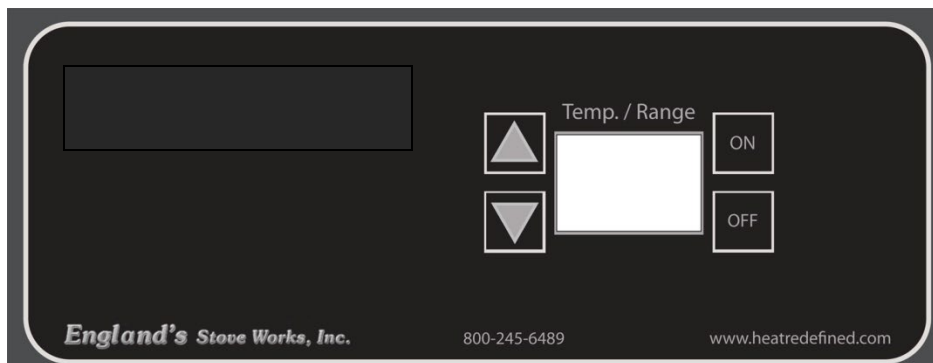 Temp. / Range
ON
OFF
England's Stove Works, Inc.
800-245-6489
www.heatredefined.com